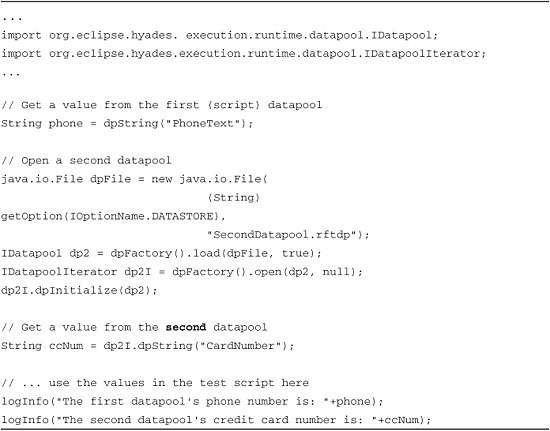 ...
import org.eclipse.hyades. execution.runtime.datapool.IDatapool;
import org.eclipse.hyades.execution.runtime.datapool.IDatapoolIterator;
...
// Get a value from the first (script) datapool
String phone = dpString("PhoneText");
// Open a second datapool
java.io.File dpFile = new java.io.File(
(String)
getOption(IOptionName.DATASTORE),
"SecondDatapool.rftdp");
IDatapool dp2 = dpFactory().load(dpFile, true);
IDatapoolIterator dp2I = dpFactory().open(dp2, null);
dp2I.dpInitialize(dp2);
// Get a value from the second datapool
String ccNum = dp2I.dpString("CardNumber");
// ... use the values in the test script here
logInfo("The first datapool's phone number is: "+phone);
logInfo("The second datapool's credit card number is: "+ccNum);